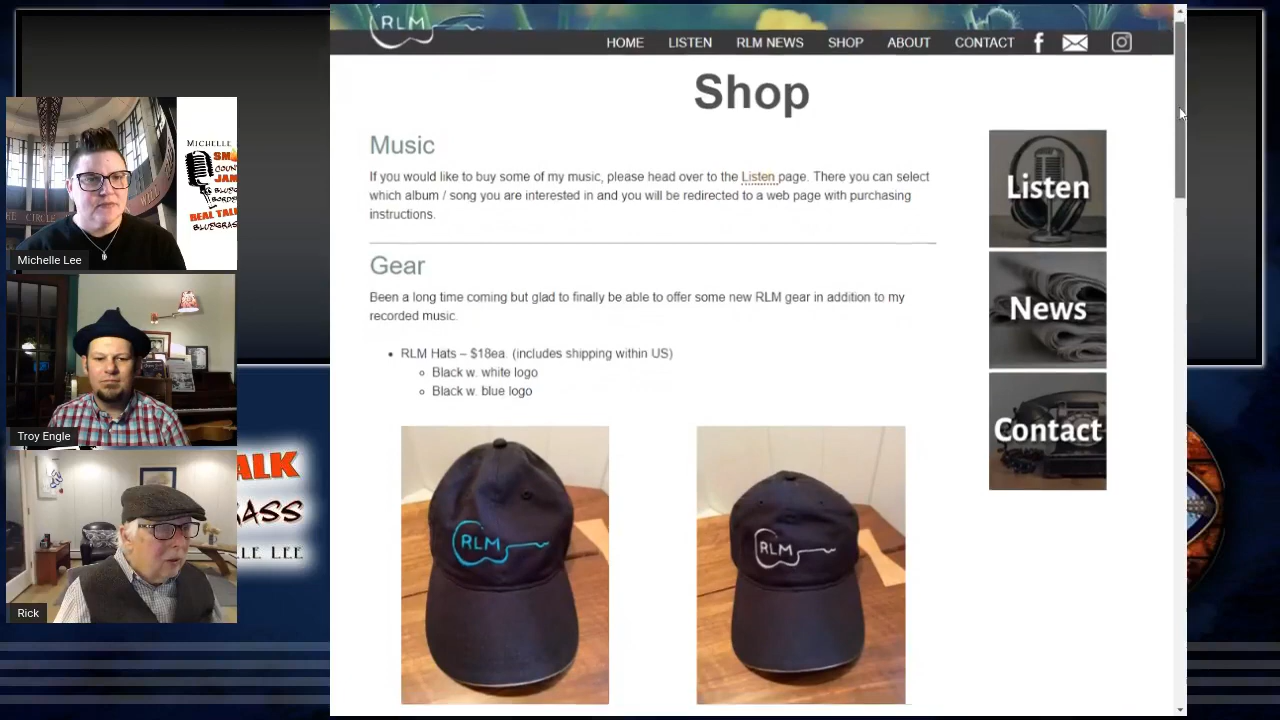 RLM
HOME LISTEN RLM NEWS SHOP ABOUT CONTACT
Shop
Music
If you would like to buy some of my music, please head over to the Listen page. There you can select
which album / song you are interested in and you will be redirected to a web page with purchasing
instructions.
Gear
Been a long time coming but glad to finally be able to offer some new RLM gear in addition to my
recorded music.
RLM Hats – $18ea. (includes shipping within US)
Black w. white logo
Black w. blue logo
RLM
RLM
Listen
News
Contact
MICHELLE
JAM
REAL TALK
BLUEGRASS
Michelle Lee
Troy Engle
Rick
ALK
LE LEE